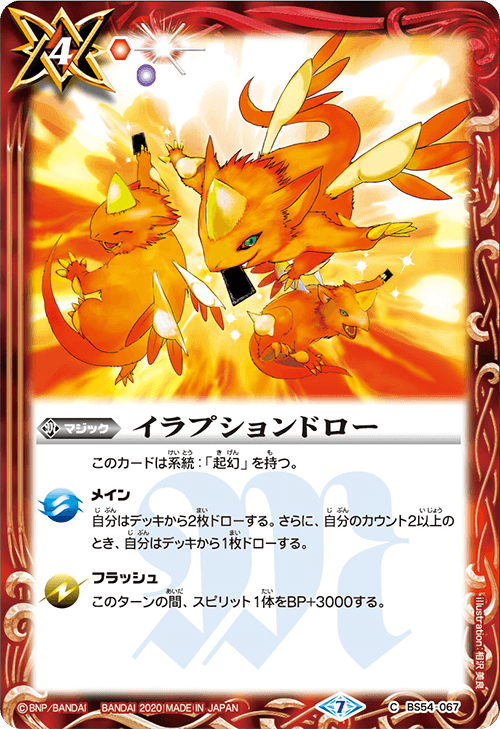 4
マジック
イラプションドロー
このカードは系統：「起幻」を持つ。
メイン
自分はデッキから2枚ドローする。さらに、自分のカウント2以上の
とき、自分はデッキから1枚ドローする。
フラッシュ
このターンの間、スピリット1体をBP+3000する。
illustration：相沢 美良
©BNP/BANDAI BANDAI 2020 MADE IN JAPAN
7
C BS54-067